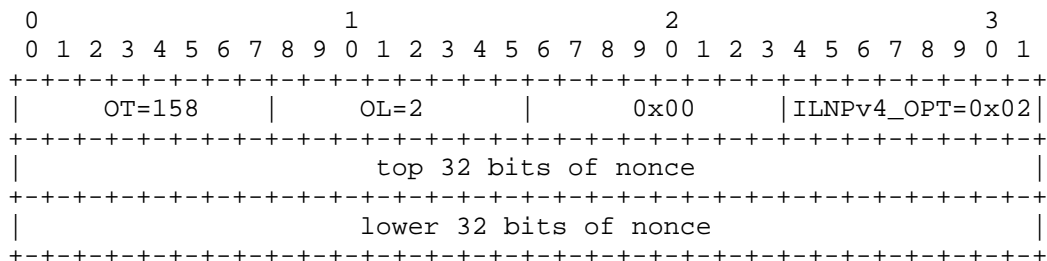 0                   1                   2                   3
 0 1 2 3 4 5 6 7 8 9 0 1 2 3 4 5 6 7 8 9 0 1 2 3 4 5 6 7 8 9 0 1
+-+-+-+-+-+-+-+-+-+-+-+-+-+-+-+-+-+-+-+-+-+-+-+-+-+-+-+-+-+-+-+-+
|     OT=158    |     OL=2      |      0x00     |ILNPv4_OPT=0x02|
+-+-+-+-+-+-+-+-+-+-+-+-+-+-+-+-+-+-+-+-+-+-+-+-+-+-+-+-+-+-+-+-+
|                      top 32 bits of nonce                     |
+-+-+-+-+-+-+-+-+-+-+-+-+-+-+-+-+-+-+-+-+-+-+-+-+-+-+-+-+-+-+-+-+
|                     lower 32 bits of nonce                    |
+-+-+-+-+-+-+-+-+-+-+-+-+-+-+-+-+-+-+-+-+-+-+-+-+-+-+-+-+-+-+-+-+